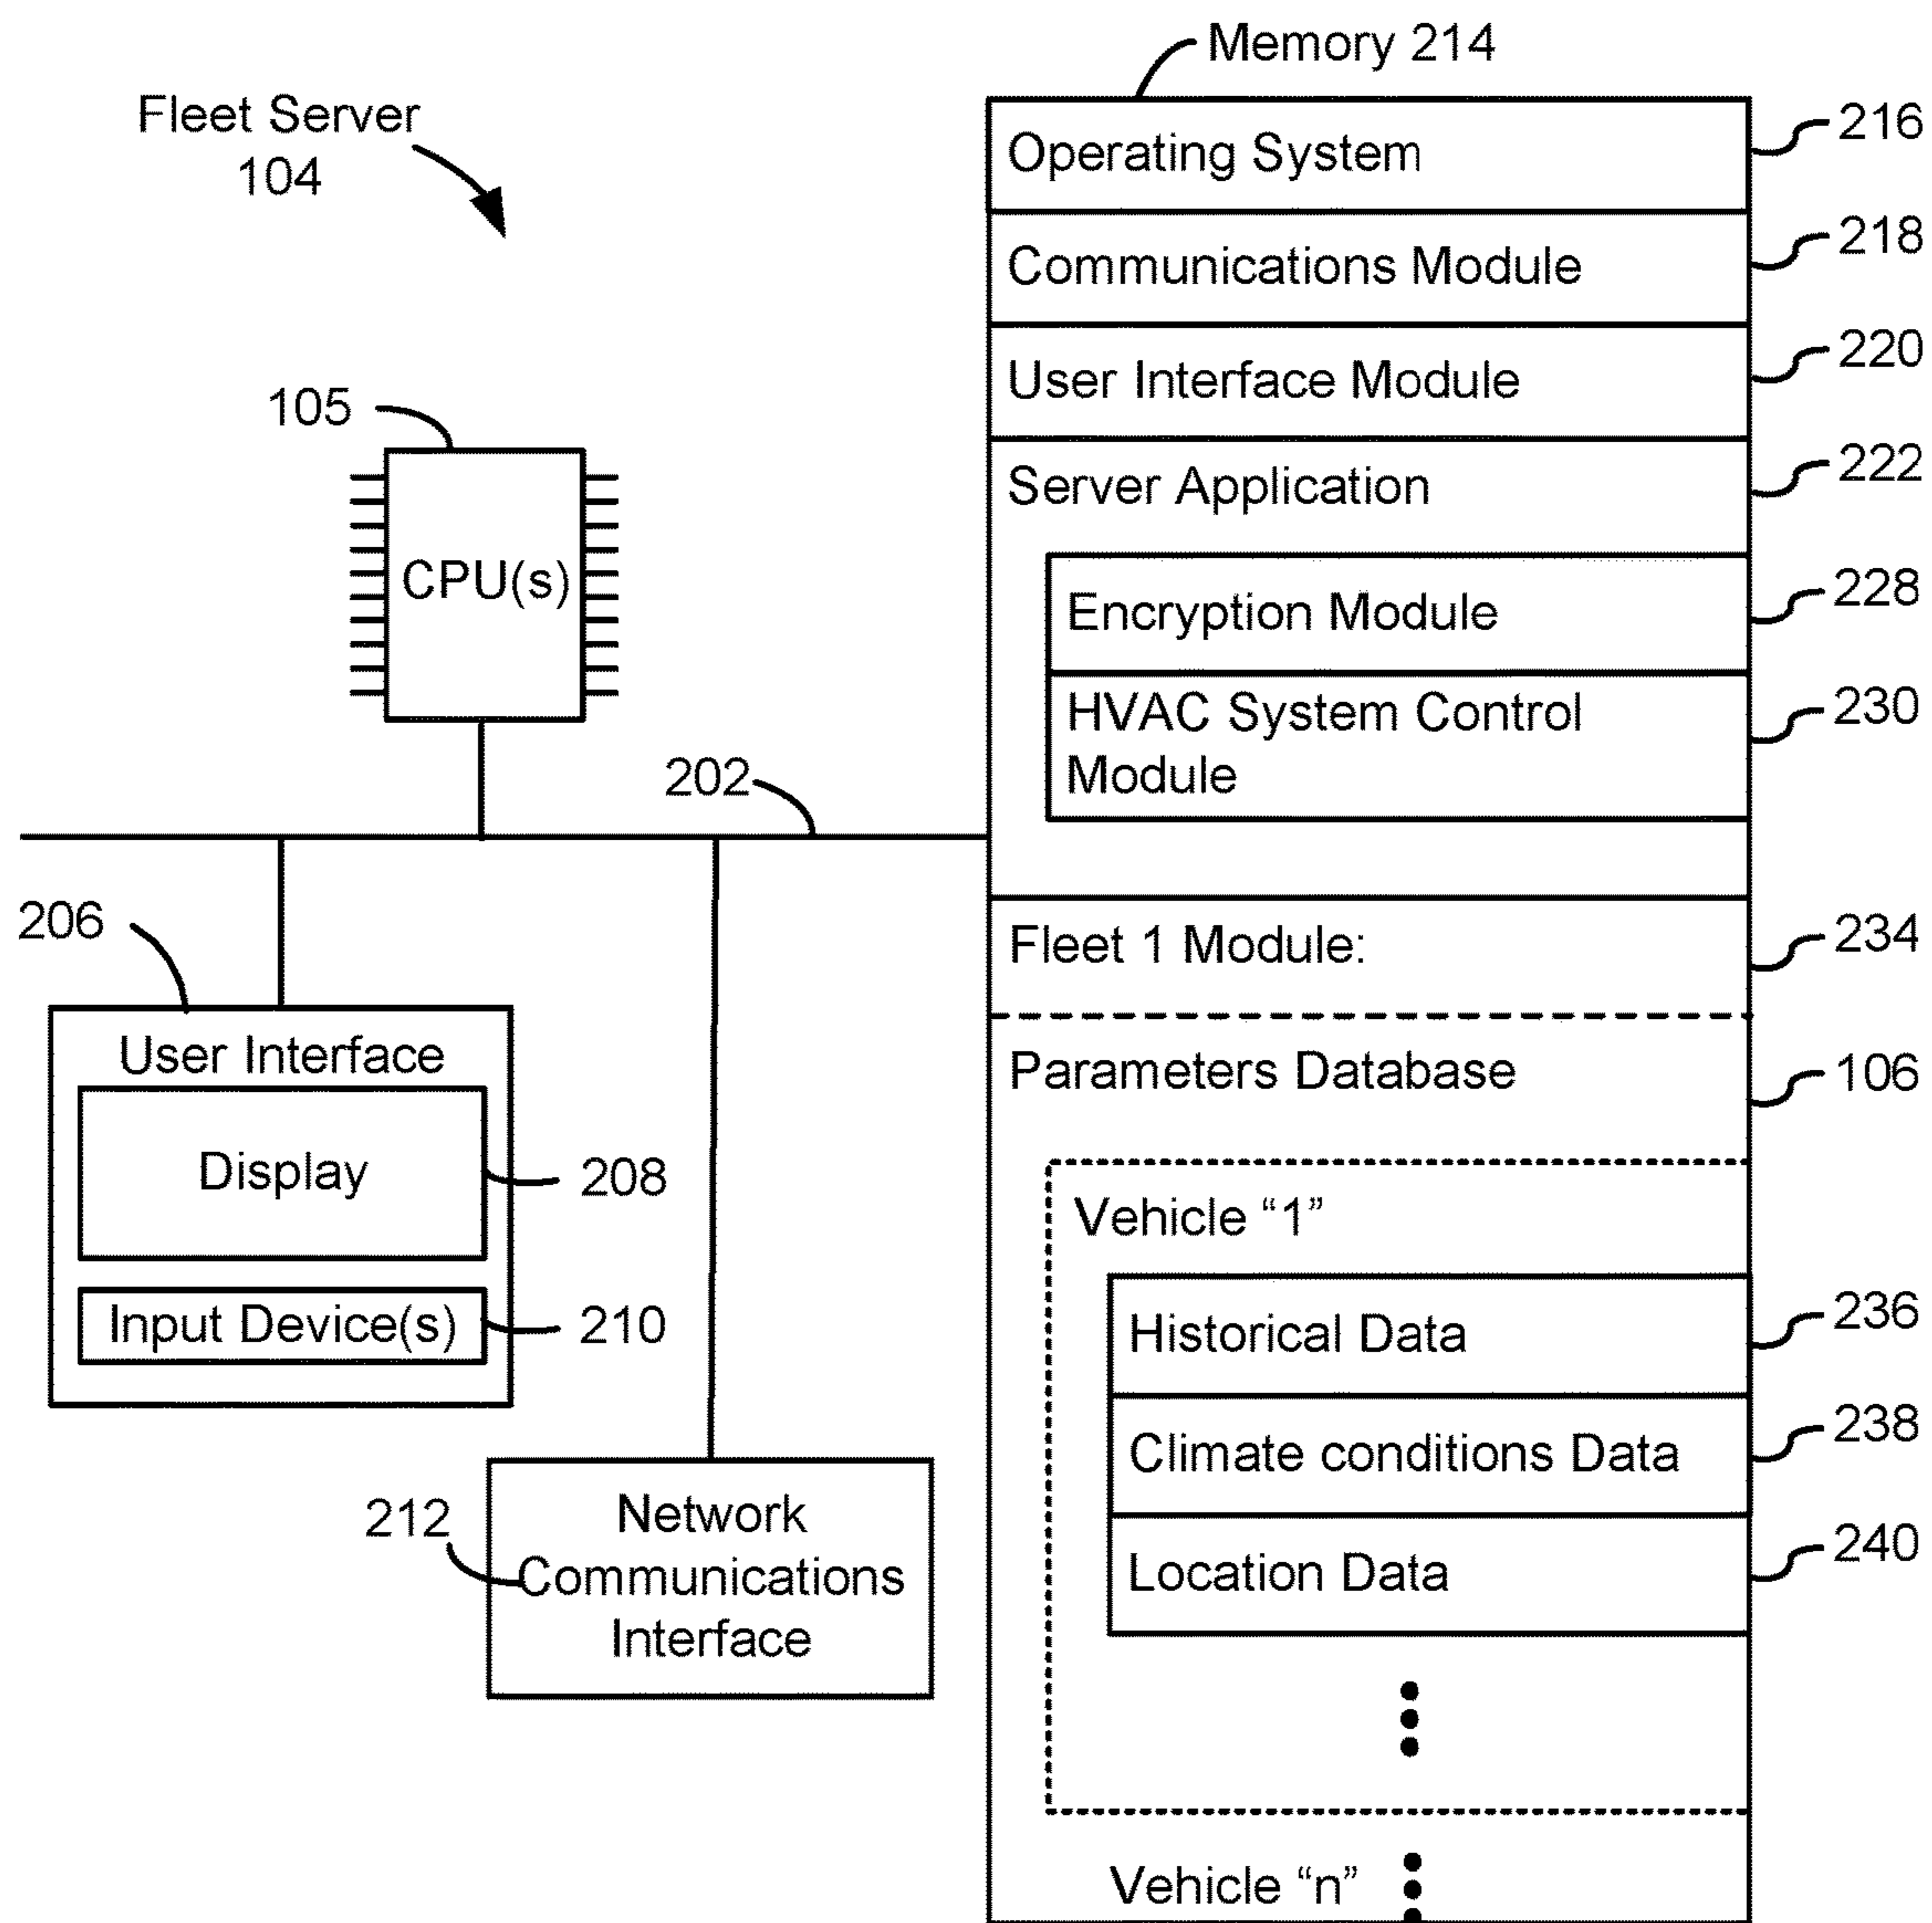 Memory 214
Fleet Server
104
Operating System
216
Communications Module
218
User Interface Module
220
Server Application
222
Encryption Module
228
HVAC System Control
Module
230
105
CPU(s)
202
Fleet 1 Module:
234
Parameters Database
106
206
User Interface
Display
208
Input Device(s)
210
212
Network
Communications
Interface
Vehicle “1”
Historical Data
236
Climate conditions Data
238
Location Data
240
Vehicle “n”